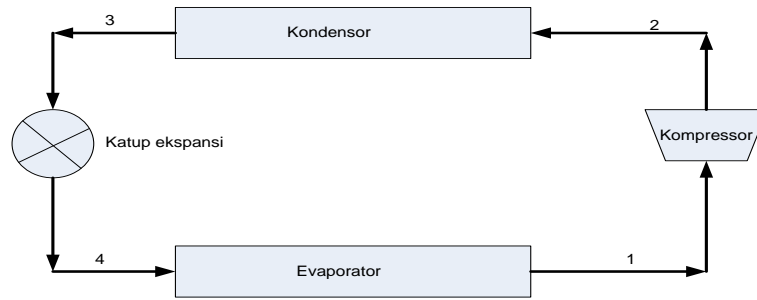 3
Kondensor
2
Katup ekspansi
Kompressor
4
Evaporator
1